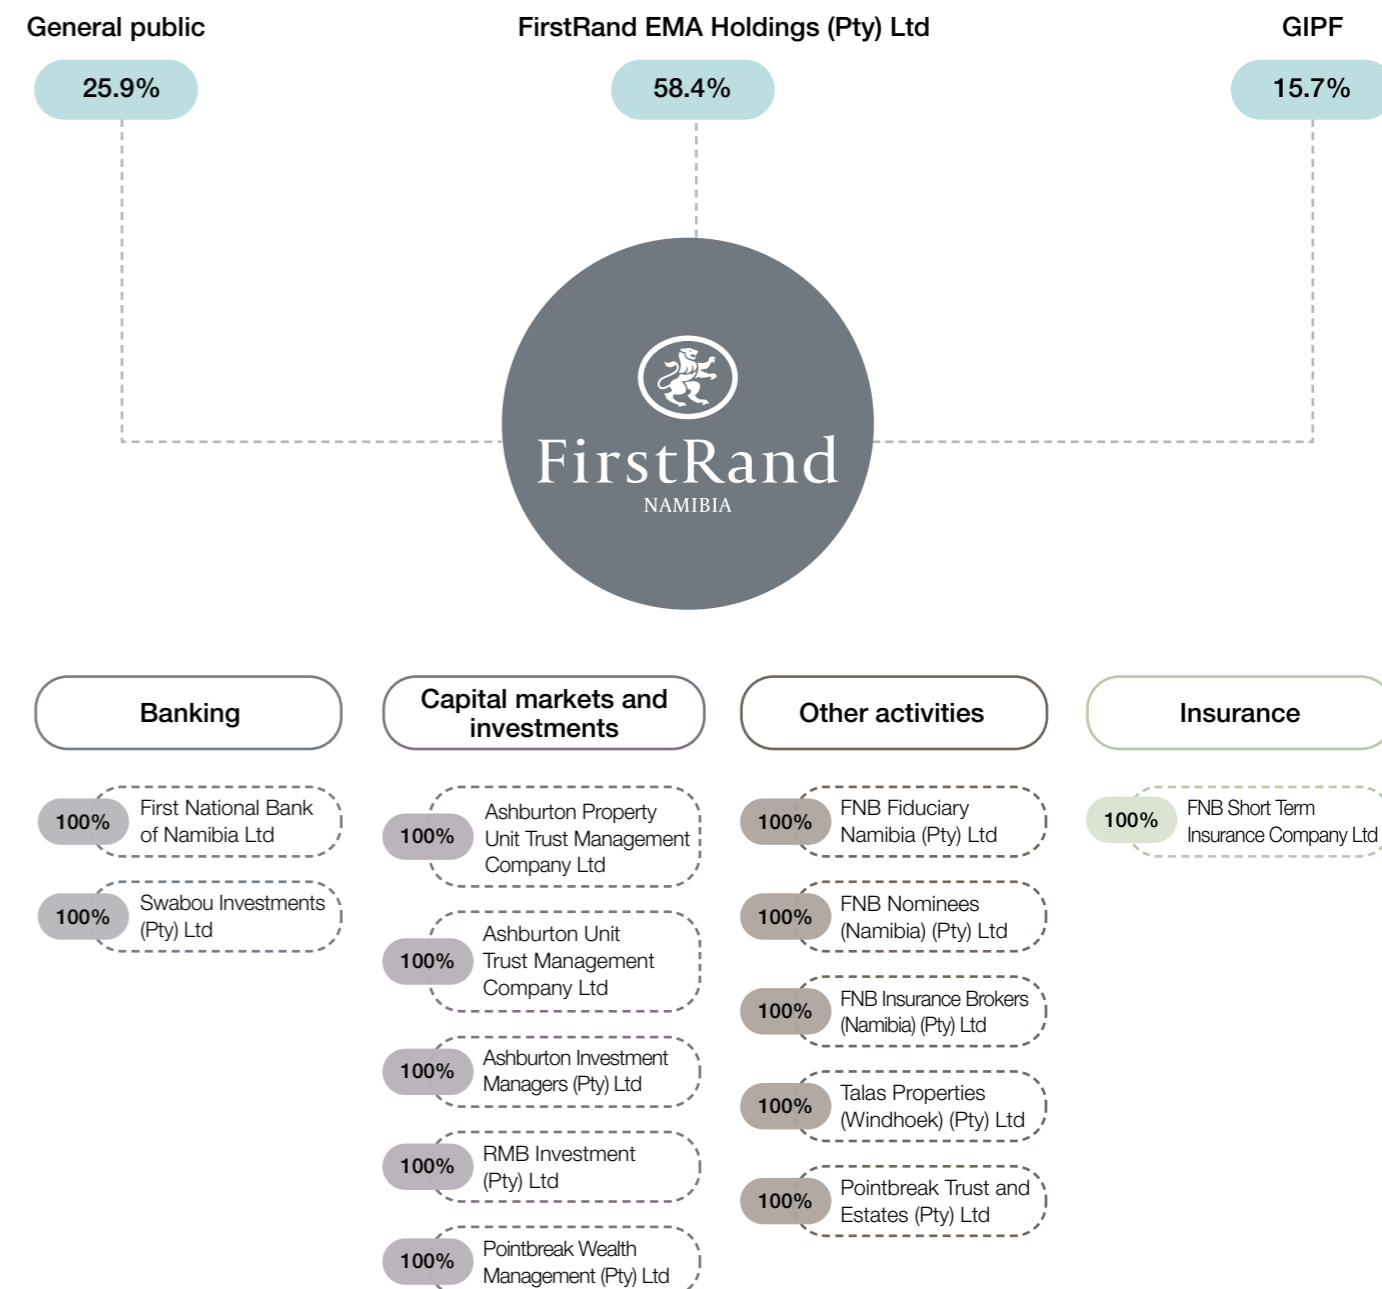 General public
25.9%
FirstRand EMA Holdings (Pty) Ltd
58.4%
GIPF
15.7%
FirstRand
NAMIBIA
Banking
100%
First National Bank
of Namibia Ltd
100%
Swabou Investments
(Pty) Ltd
Capital markets and
investments
100%
Ashburton Property
Unit Trust Management
Company Ltd
100%
Ashburton Unit
Trust Management
Company Ltd
100%
Ashburton Investment
Managers (Pty) Ltd
100%
RMB Investment
(Pty) Ltd
100%
Pointbreak Wealth
Management (Pty) Ltd
Other activities
100%
FNB Fiduciary
Namibia (Pty) Ltd
100%
FNB Nominees
(Namibia) (Pty) Ltd
100%
FNB Insurance Brokers
(Namibia) (Pty) Ltd
100%
Talas Properties
(Windhoek) (Pty) Ltd
100%
Pointbreak Trust and
Estates (Pty) Ltd
Insurance
100%
FNB Short Term
Insurance Company Ltd